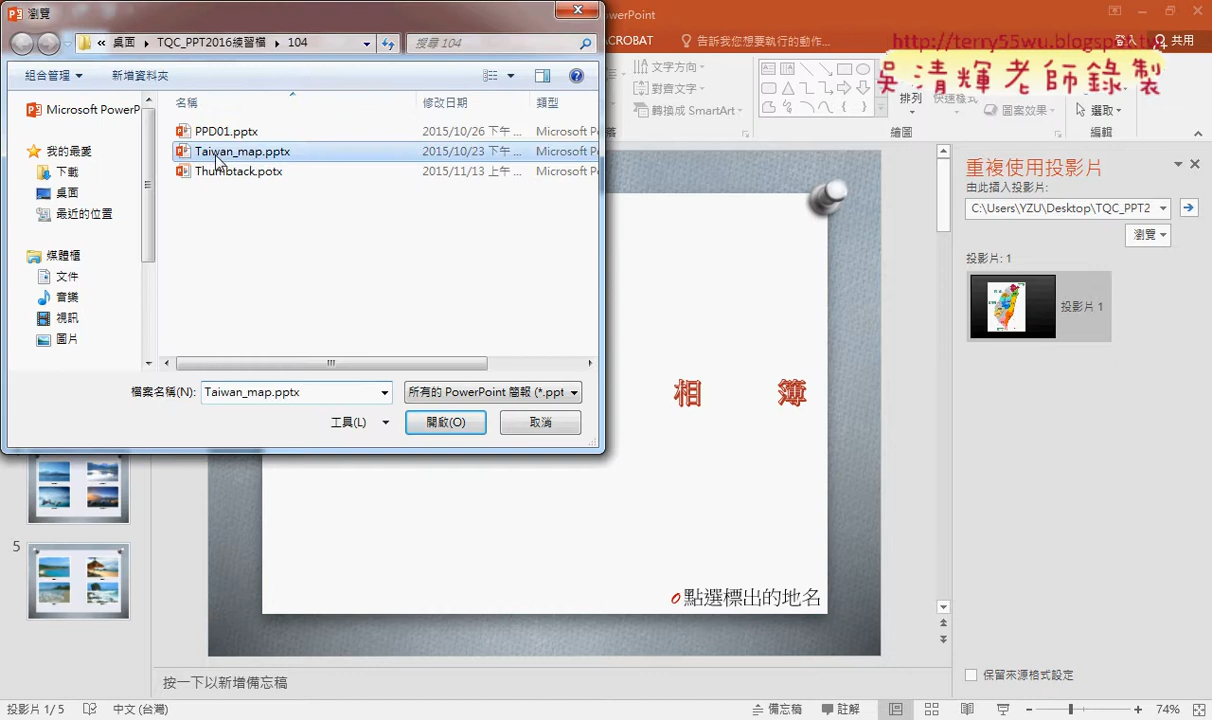 瀏覽
PowerPoint
« 桌面 ▸ TQC_PPT2016練習檔 ▸ 104
搜尋 104
組合管理 ▾
新增資料夾
名稱
修改日期
類型
Microsoft PowerP
PPD01.pptx
2015/10/26 下午 ...
Microsoft P
我的最愛
Taiwan_map.pptx
2015/10/23 下午 ...
Microsoft P
下載
Thumbtack.potx
2015/11/13 上午 ...
Microsoft P
桌面
最近的位置
媒體櫃
文件
音樂
視訊
圖片
檔案名稱(N):
Taiwan_map.pptx
所有的 PowerPoint 簡報 (*.ppt
工具(L)
開啟(O)
取消
ACROBAT
告訴我您想要執行的動作...
登入
共用
http://terry55wu.blogspot.tw
吳清輝老師錄製
文字方向
對齊文字
轉換成 SmartArt
排列
快速樣式
圖案效果
選取
繪圖
編輯
重複使用投影片
由此插入投影片:
C:\Users\YZU\Desktop\TQC_PPT2
瀏覽
投影片: 1
投影片 1
保留來源格式設定
相 簿
點選標出的地名
5
按一下以新增備忘稿
投影片 1/5
中文 (台灣)
備忘稿
註解
74%